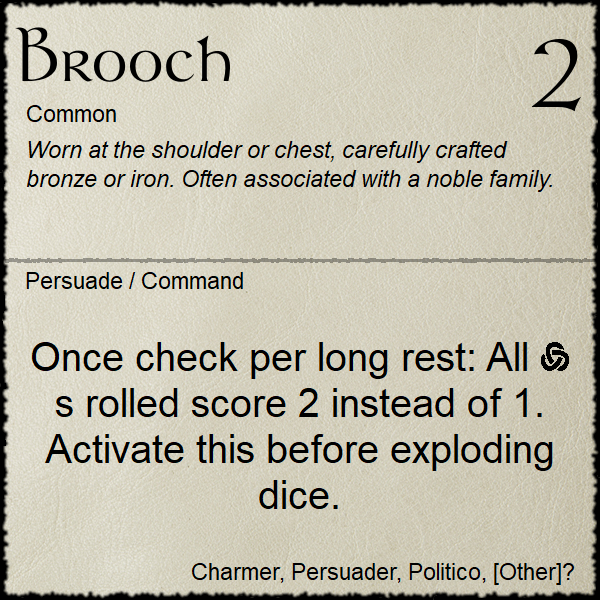 Brooch
2
Common
Worn at the shoulder or chest, carefully crafted
bronze or iron. Often associated with a noble family.
Persuade / Command
Once check per long rest: All
s rolled score 2 instead of 1.
Activate this before exploding
dice.
Charmer, Persuader, Politico, [Other]?